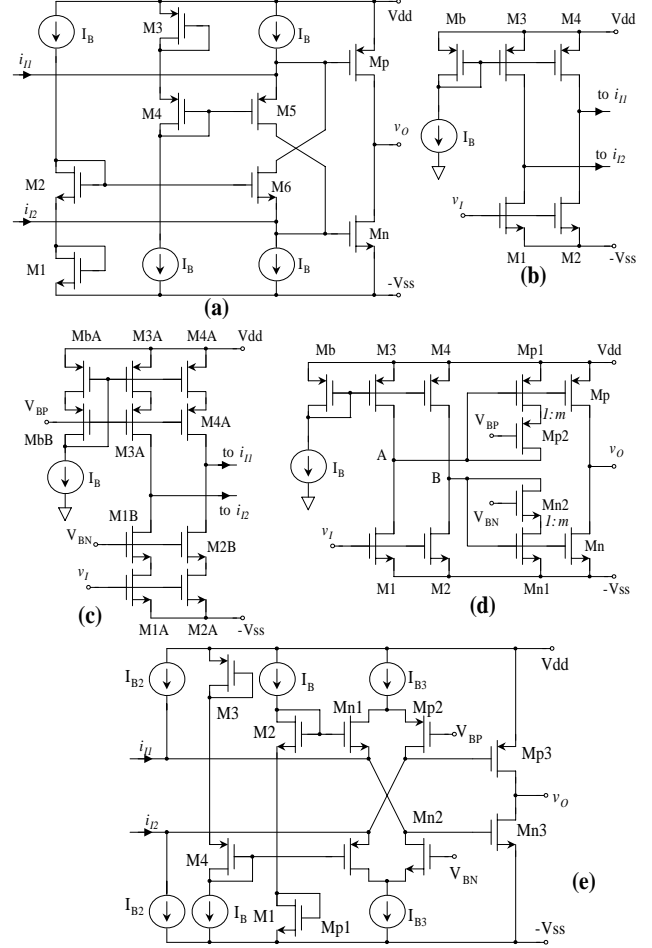 Vdd
M3
I_B
I_B
i_I1
Mp
M4
M5
v_O
M2
M6
i_I2
Mn
M1
I_B
I_B
-Vss
(a)
Mb
M3
M4
Vdd
to i_I1
I_B
to i_I2
v_I
M1
M2
-Vss
(b)
MbA
M3A
M4A
Vdd
V_BP
MbB
M3A
M4A
to i_I1
I_B
to i_I2
M1B
V_BN
M2B
v_I
(c)
M1A
M2A
-Vss
Mb
M3
M4
Mp1
Vdd
Mp
1:m
V_BP
Mp2
A
v_O
I_B
B
Mn2
V_BN
1:m
v_I
Mn
M1
M2
(d)
Mn1
-Vss
Vdd
I_B2
I_B
I_B3
M3
Mn1
Mp2
M2
V_BP
i_I1
Mp3
v_O
Mn2
i_I2
Mn3
M4
V_BN
(e)
I_B2
I_B
M1
Mp1
I_B3
-Vss